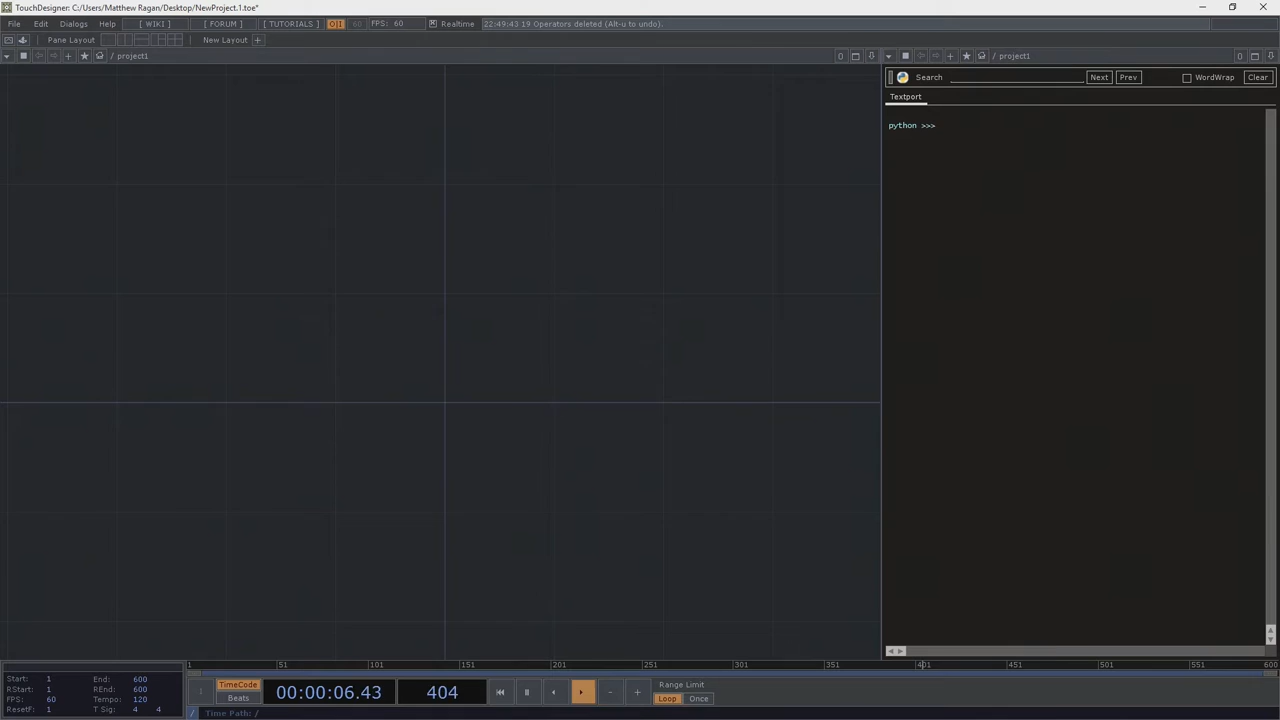 TouchDesigner: C:/Users/Matthew Ragan/Desktop/NewProject.1.toe*
File Edit Dialogs Help [ WIKI ] [ FORUM ] [ TUTORIALS ] O|I 60 FPS: 60 Realtime 22:49:43 19 Operators deleted (Alt-u to undo).
Pane Layout New Layout +
+ / project1 0 + / project1 0
Search Next Prev WordWrap Clear
Textport
python >>>
1 51 101 151 201 251 301 351 401 451 501 551 600
Start: 1 End: 600
RStart: 1 REnd: 600
FPS: 60 Tempo: 120
ResetF: 1 T Sig: 4 4
TimeCode
Beats
00:00:06.43 404
- +
Range Limit
Loop Once
/ Time Path: /